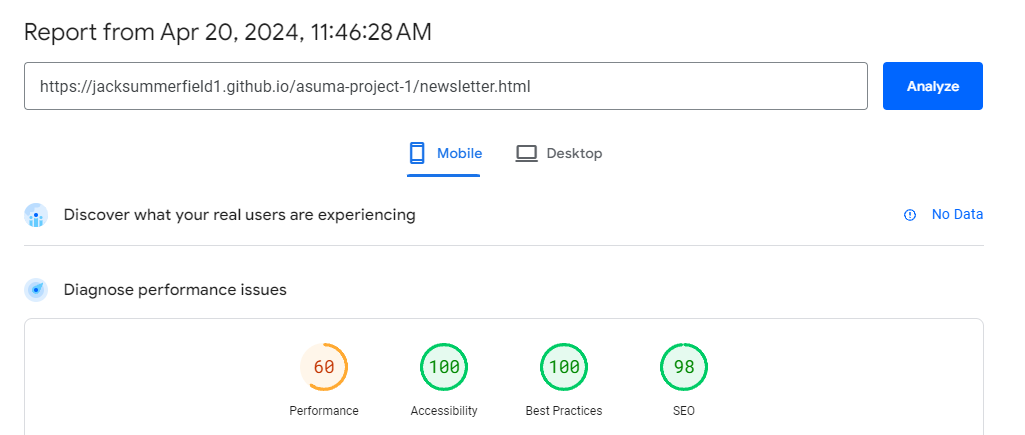 Report from Apr 20, 2024, 11:46:28 AM
https://jacksummerfield1.github.io/asuma-project-1/newsletter.html
Analyze
Mobile
Desktop
Discover what your real users are experiencing
No Data
Diagnose performance issues
60
100
100
98
Performance
Accessibility
Best Practices
SEO